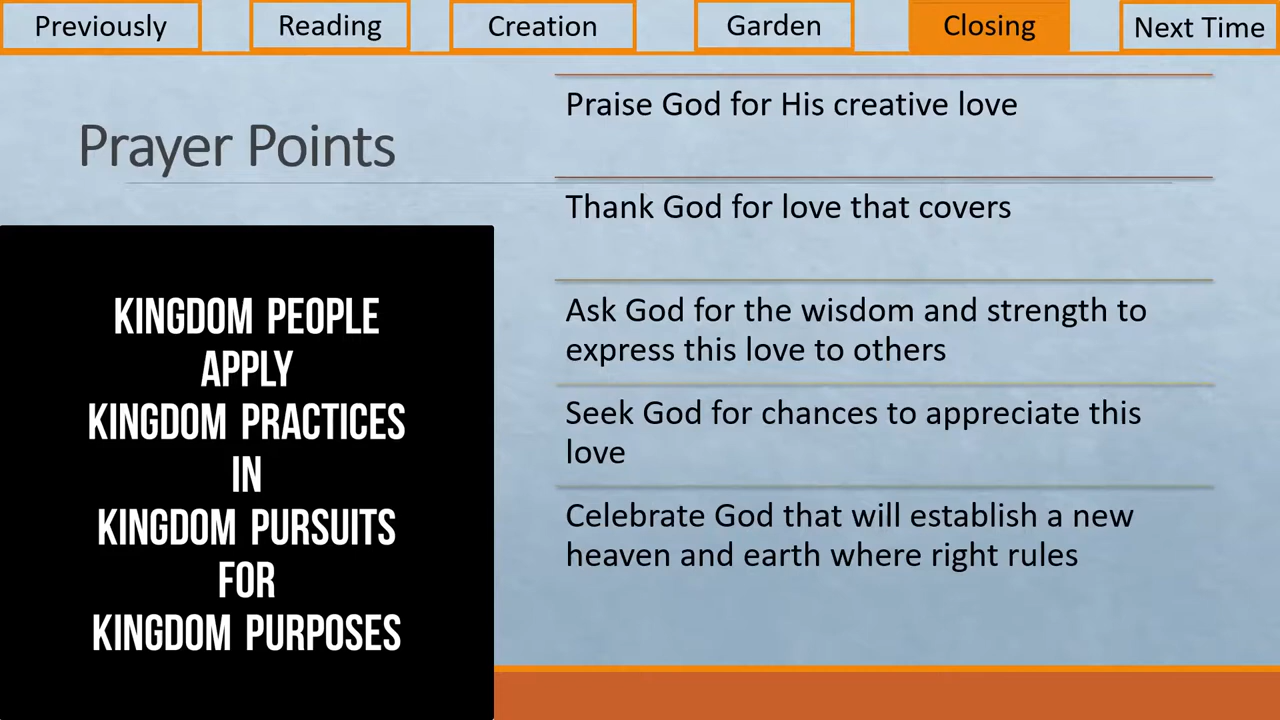 Previously
Reading
Creation
Garden
Closing
Next Time
Prayer Points
KINGDOM PEOPLE
APPLY
KINGDOM PRACTICES
IN
KINGDOM PURSUITS
FOR
KINGDOM PURPOSES
Praise God for His creative love
Thank God for love that covers
Ask God for the wisdom and strength to
express this love to others
Seek God for chances to appreciate this
love
Celebrate God that will establish a new
heaven and earth where right rules